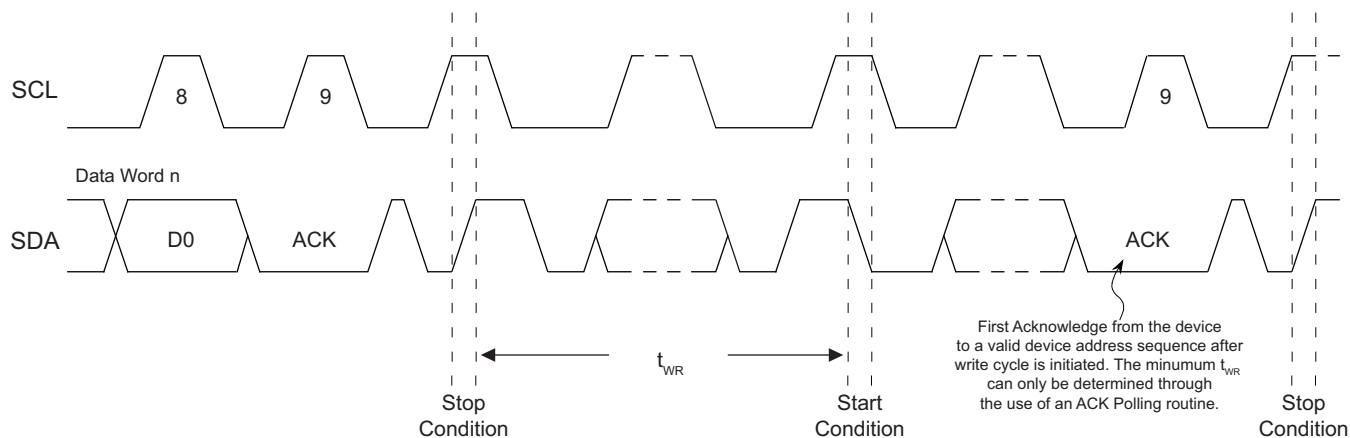 SCL
8
9
9
Data Word n
SDA
D0
ACK
ACK
First Acknowledge from the device
to a valid device address sequence after
write cycle is initiated. The minumum tWR
can only be determined through
the use of an ACK Polling routine.
tWR
Stop
Condition
Start
Condition
Stop
Condition